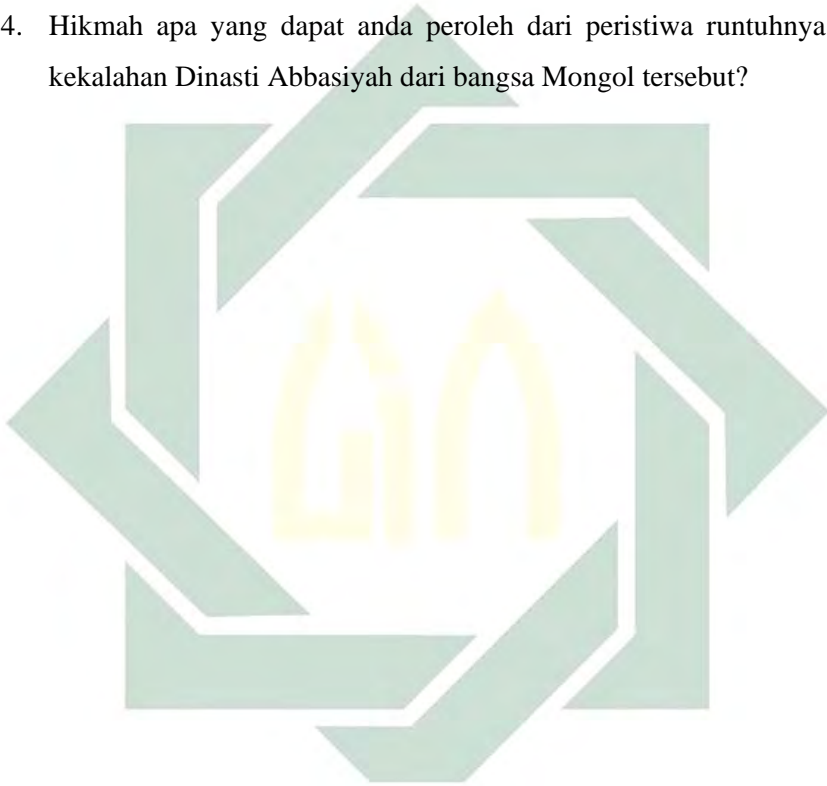 4. Hikmah apa yang dapat anda peroleh dari peristiwa runtuhnya
kekalahan Dinasti Abbasiyah dari bangsa Mongol tersebut?